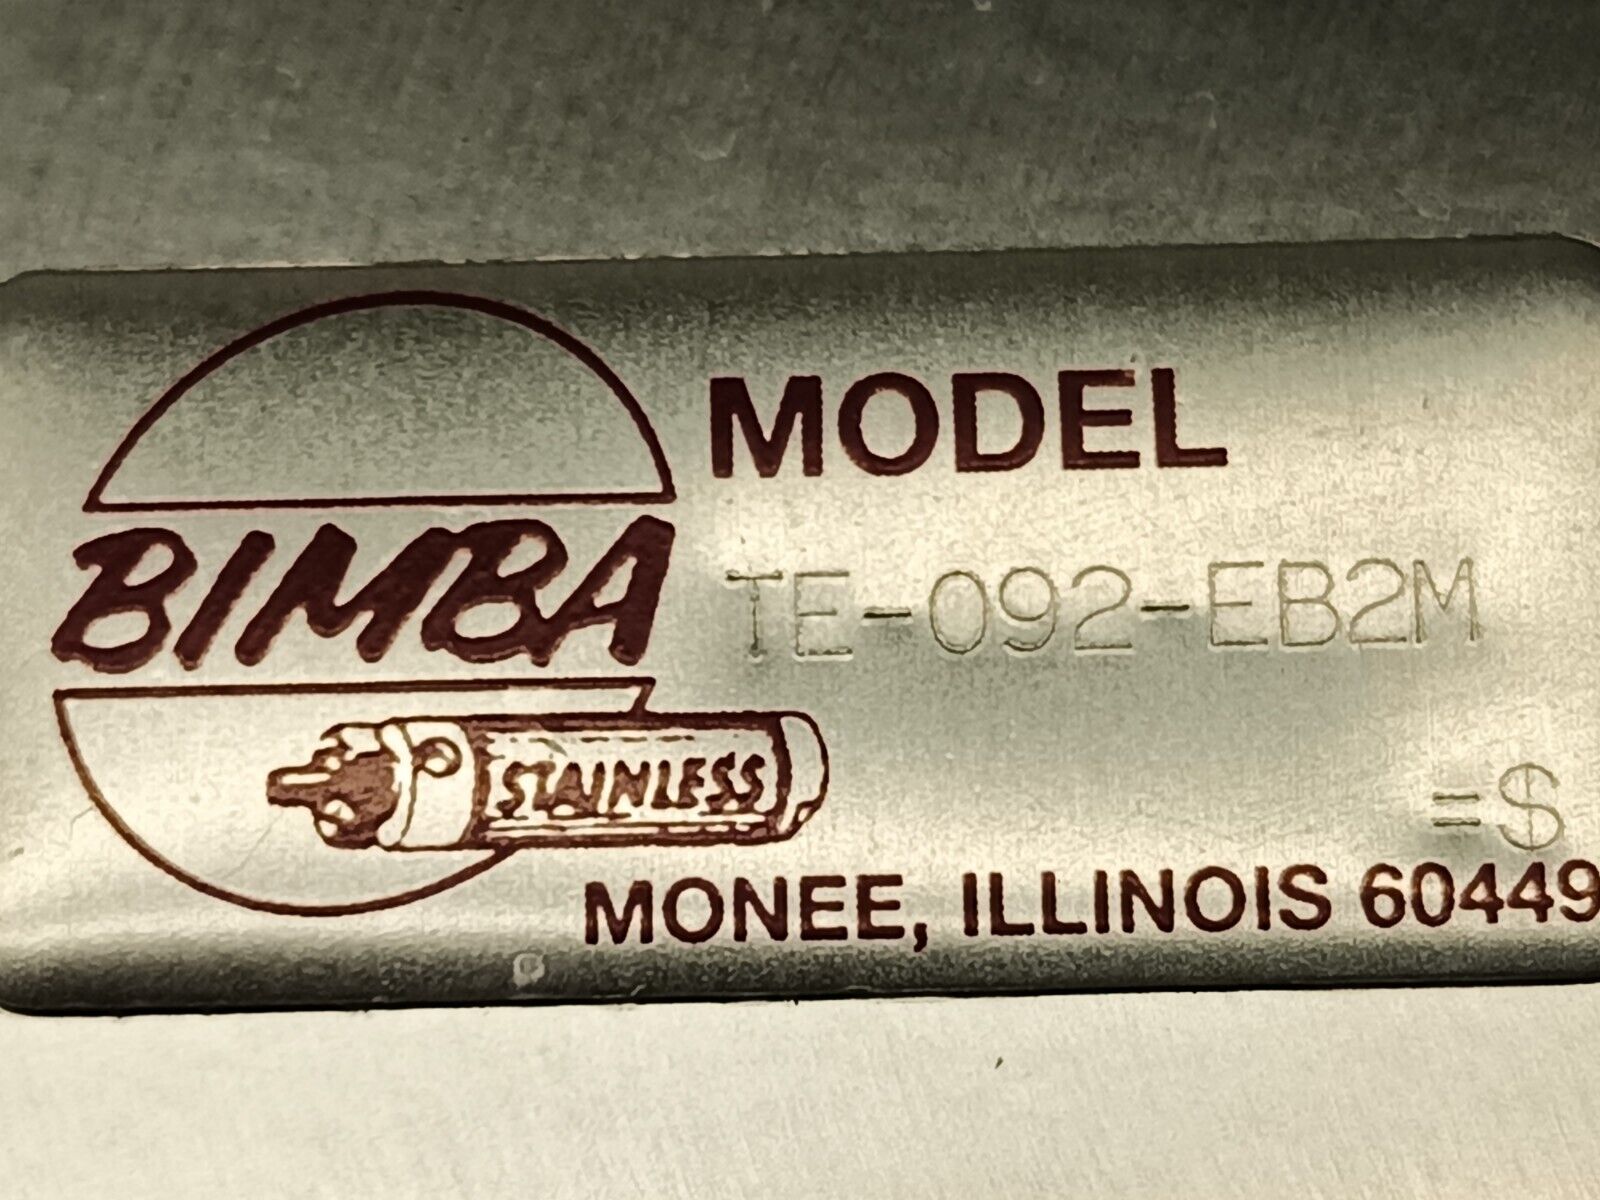 BIMBA
STAINLESS
MODEL
TE-092-EB2M
=S
MONEE, ILLINOIS 60449